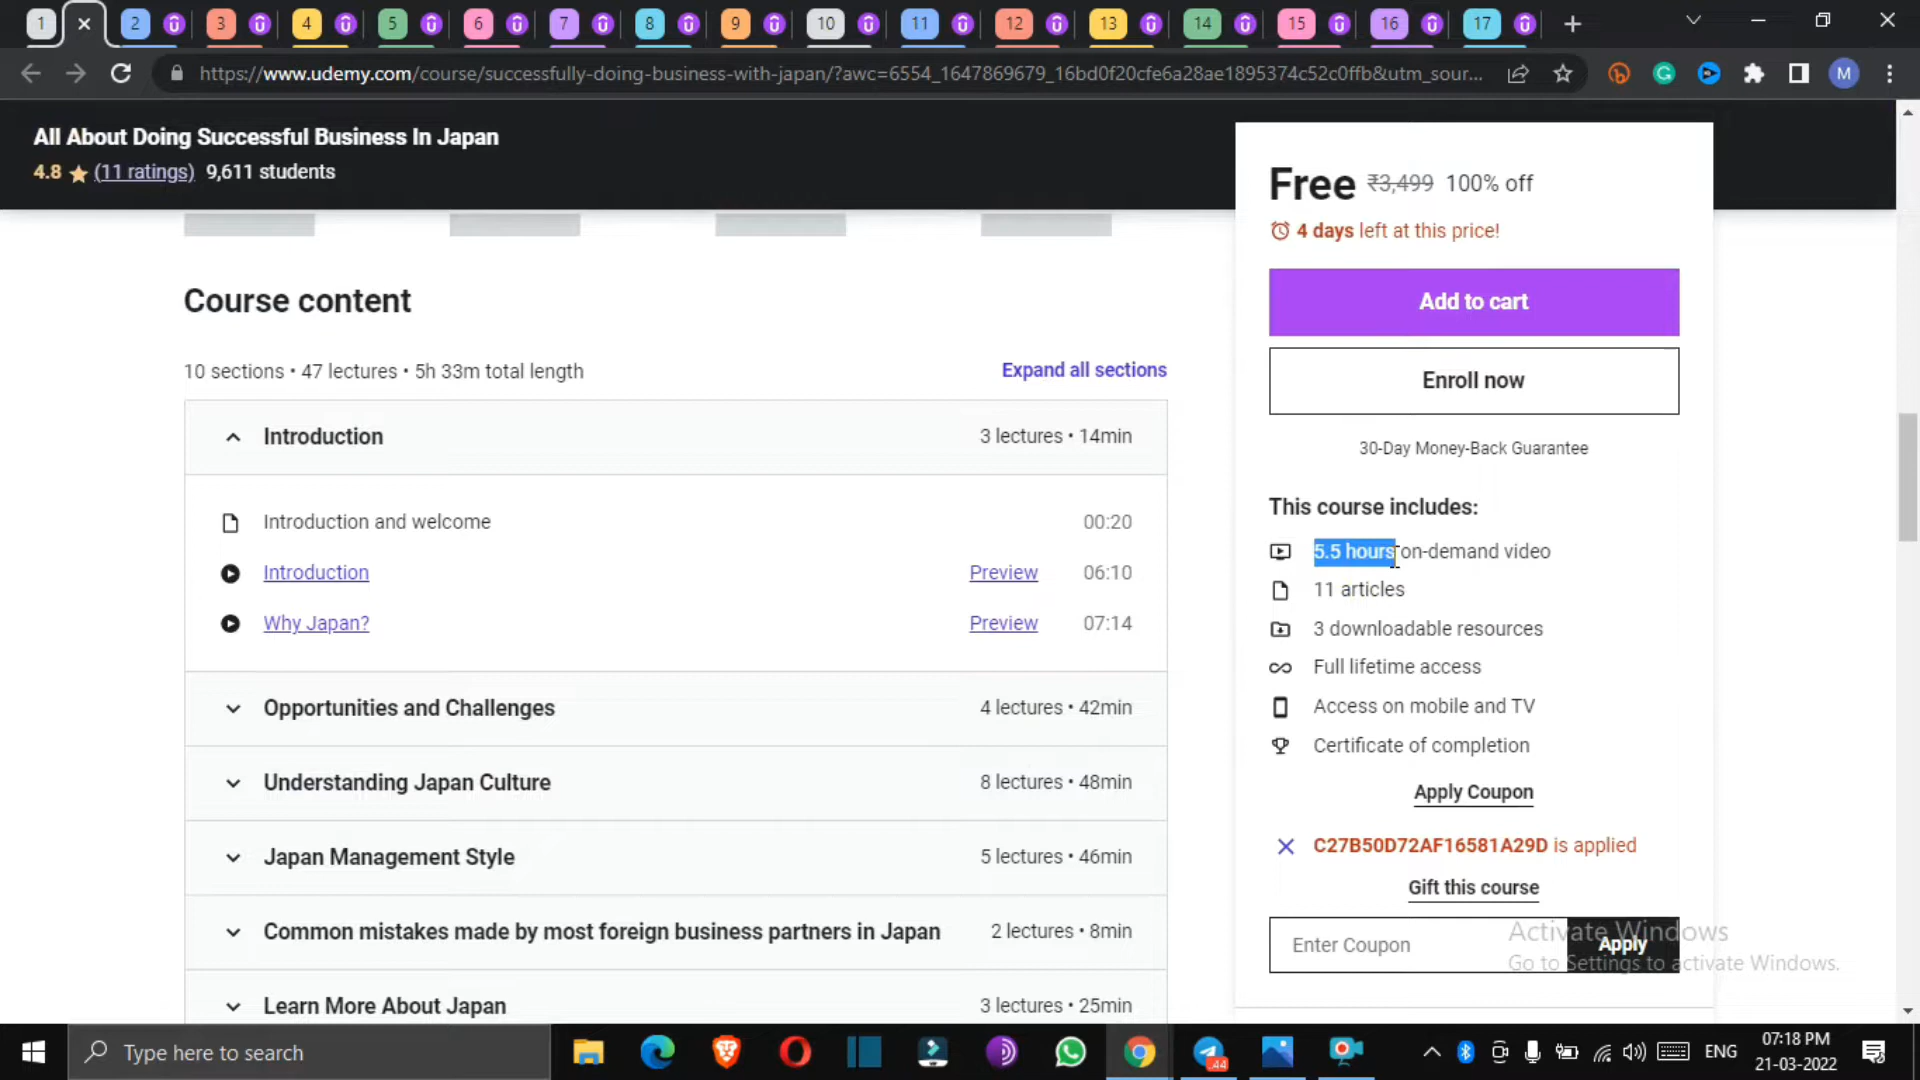 1 2 3 4 5 6 7 8 9 10 11 12 13 14 15 16 17
https://www.udemy.com/course/successfully-doing-business-with-japan/?awc=6554_1647869679_16bd0f20cfe6a28ae1895374c52c0ffb&utm_sour...
M
All About Doing Successful Business In Japan
4.8 (11 ratings) 9,611 students
Free ₹3,499 100% off
4 days left at this price!
Add to cart
Enroll now
30-Day Money-Back Guarantee
This course includes:
5.5 hours on-demand video
11 articles
3 downloadable resources
Full lifetime access
Access on mobile and TV
Certificate of completion
Apply Coupon
C27B50D72AF16581A29D is applied
Gift this course
Enter Coupon
Apply
Course content
10 sections • 47 lectures • 5h 33m total length
Expand all sections
Introduction 3 lectures • 14min
Introduction and welcome 00:20
Introduction Preview 06:10
Why Japan? Preview 07:14
Opportunities and Challenges 4 lectures • 42min
Understanding Japan Culture 8 lectures • 48min
Japan Management Style 5 lectures • 46min
Common mistakes made by most foreign business partners in Japan 2 lectures • 8min
Learn More About Japan 3 lectures • 25min
Activate Windows
Go to Settings to activate Windows.
Type here to search
44
ENG
07:18 PM
21-03-2022